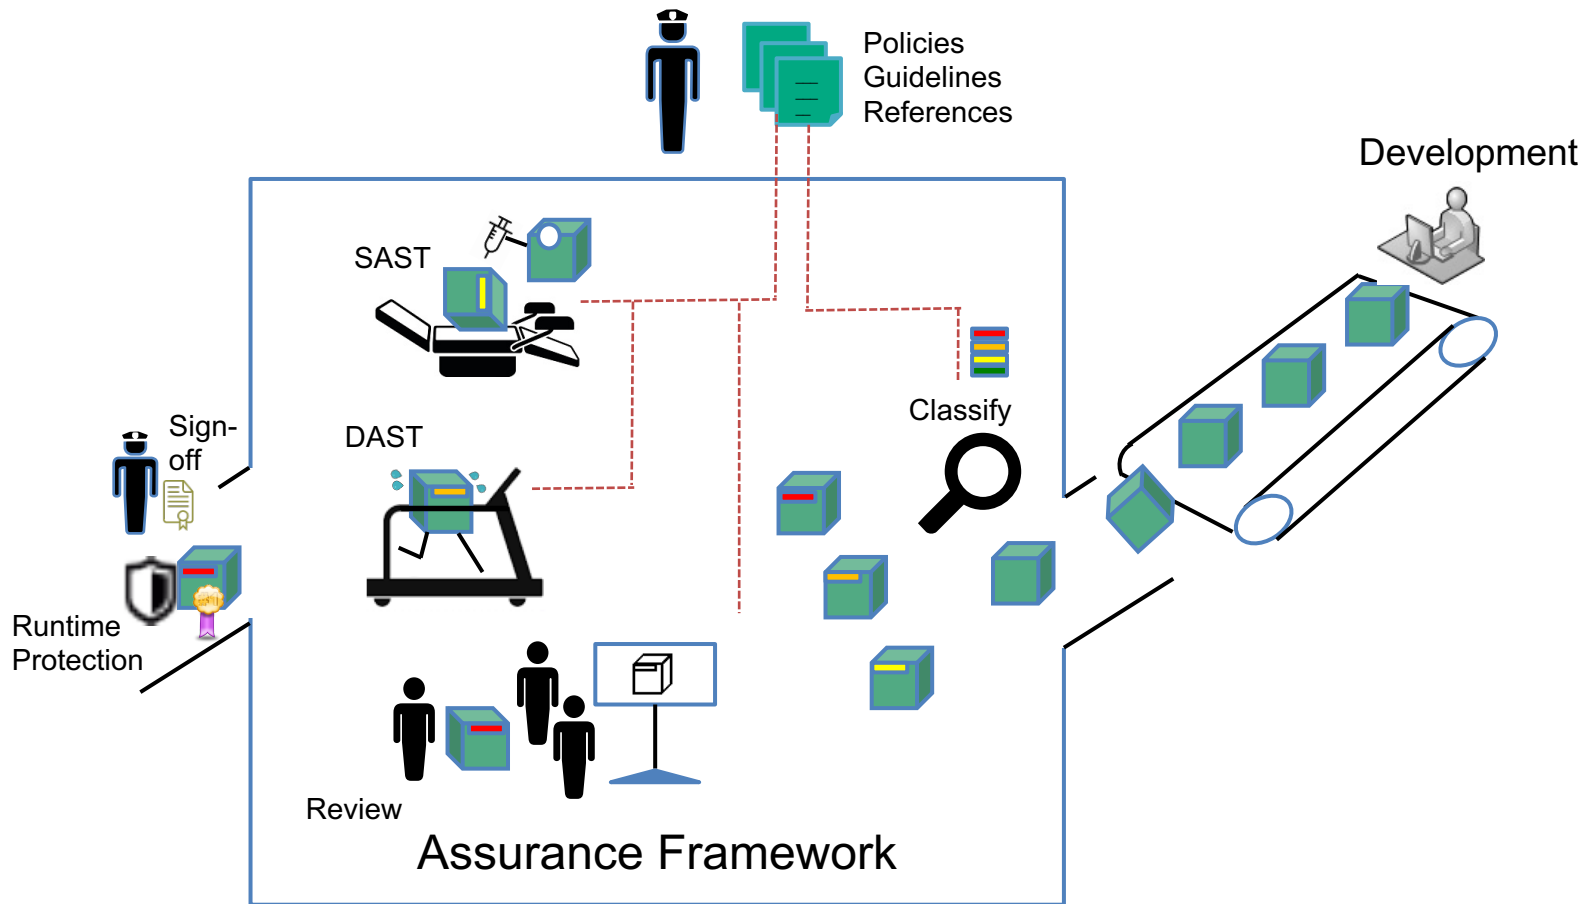 Policies
Guidelines
References
Development
SAST
Classify
Sign-
off
DAST
Runtime
Protection
Review
Assurance Framework